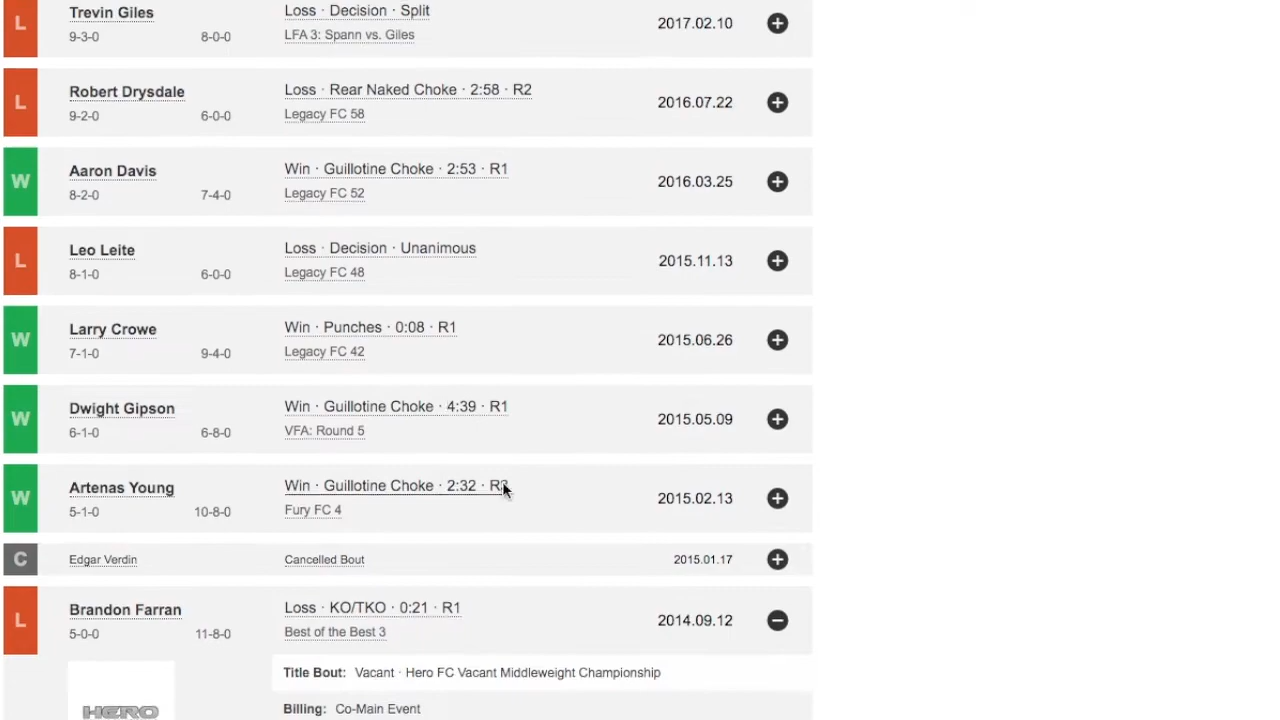 L
Trevin Giles
9-3-0 8-0-0
Loss · Decision · Split
LFA 3: Spann vs. Giles
2017.02.10
L
Robert Drysdale
9-2-0 6-0-0
Loss · Rear Naked Choke · 2:58 · R2
Legacy FC 58
2016.07.22
W
Aaron Davis
8-2-0 7-4-0
Win · Guillotine Choke · 2:53 · R1
Legacy FC 52
2016.03.25
L
Leo Leite
8-1-0 6-0-0
Loss · Decision · Unanimous
Legacy FC 48
2015.11.13
W
Larry Crowe
7-1-0 9-4-0
Win · Punches · 0:08 · R1
Legacy FC 42
2015.06.26
W
Dwight Gipson
6-1-0 6-8-0
Win · Guillotine Choke · 4:39 · R1
VFA: Round 5
2015.05.09
W
Artenas Young
5-1-0 10-8-0
Win · Guillotine Choke · 2:32 ·
Fury FC 4
2015.02.13
C
Edgar Verdin
Cancelled Bout
2015.01.17
L
Brandon Farran
5-0-0 11-8-0
Loss · KO/TKO · 0:21 · R1
Best of the Best 3
2014.09.12
HERO
Title Bout: Vacant · Hero FC Vacant Middleweight Championship
Billing: Co-Main Event